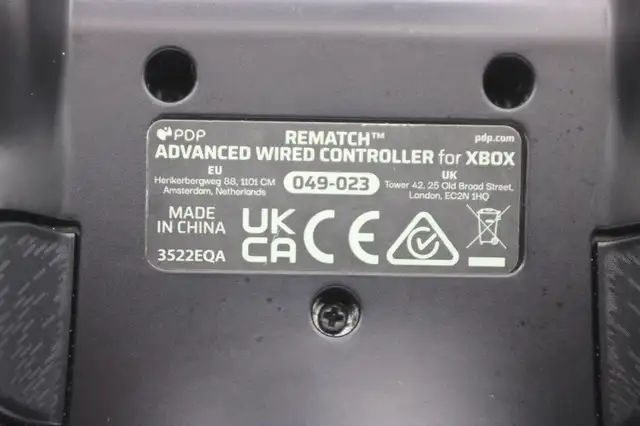 PDP
REMATCH™
pdp.com
ADVANCED WIRED CONTROLLER for XBOX
EU
Herikerbergweg 88, 1101 CM
Amsterdam, Netherlands
049-023
UK
Tower 42, 25 Old Broad Street,
London, EC2N 1HQ
MADE
IN CHINA
3522EQA
UK
CA
CE